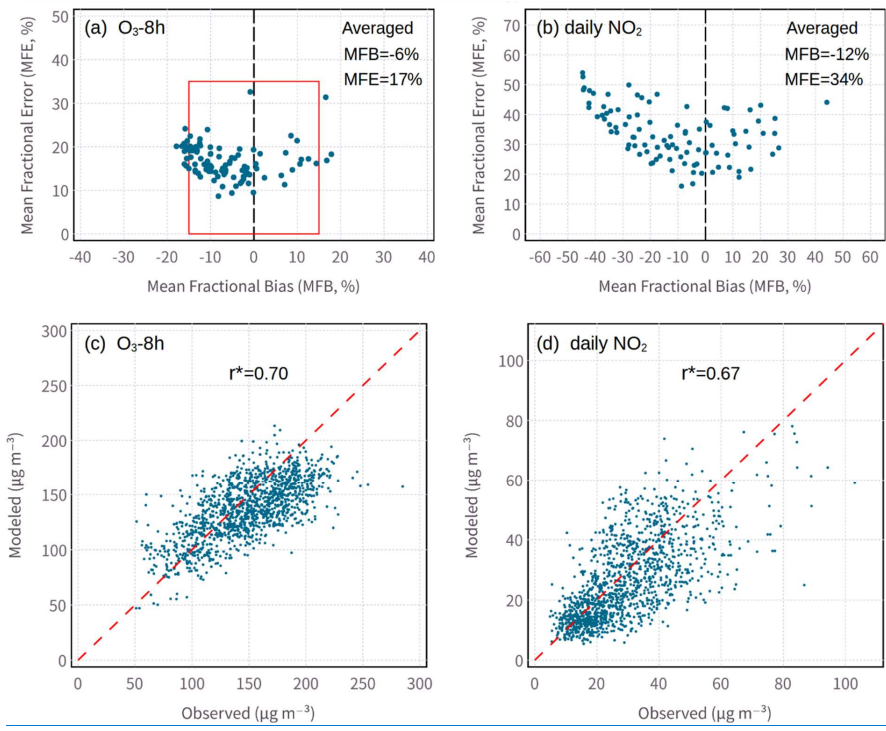 (a) O₃-8h
Averaged
MFB=-6%
MFE=17%
Mean Fractional Error (MFE, %)
50
40
30
20
10
0
-40 -30 -20 -10 0 10 20 30 40
Mean Fractional Bias (MFB, %)
(b) daily NO₂
Averaged
MFB=-12%
MFE=34%
Mean Fractional Error (MFE, %)
70
60
50
40
30
20
10
0
-60 -50 -40 -30 -20 -10 0 10 20 30 40 50 60
Mean Fractional Bias (MFB, %)
(c) O₃-8h
r*=0.70
Modeled (μg m⁻³)
300
250
200
150
100
50
0
0 50 100 150 200 250 300
Observed (μg m⁻³)
(d) daily NO₂
r*=0.67
Modeled (μg m⁻³)
100
80
60
40
20
0
0 20 40 60 80 100
Observed (μg m⁻³)